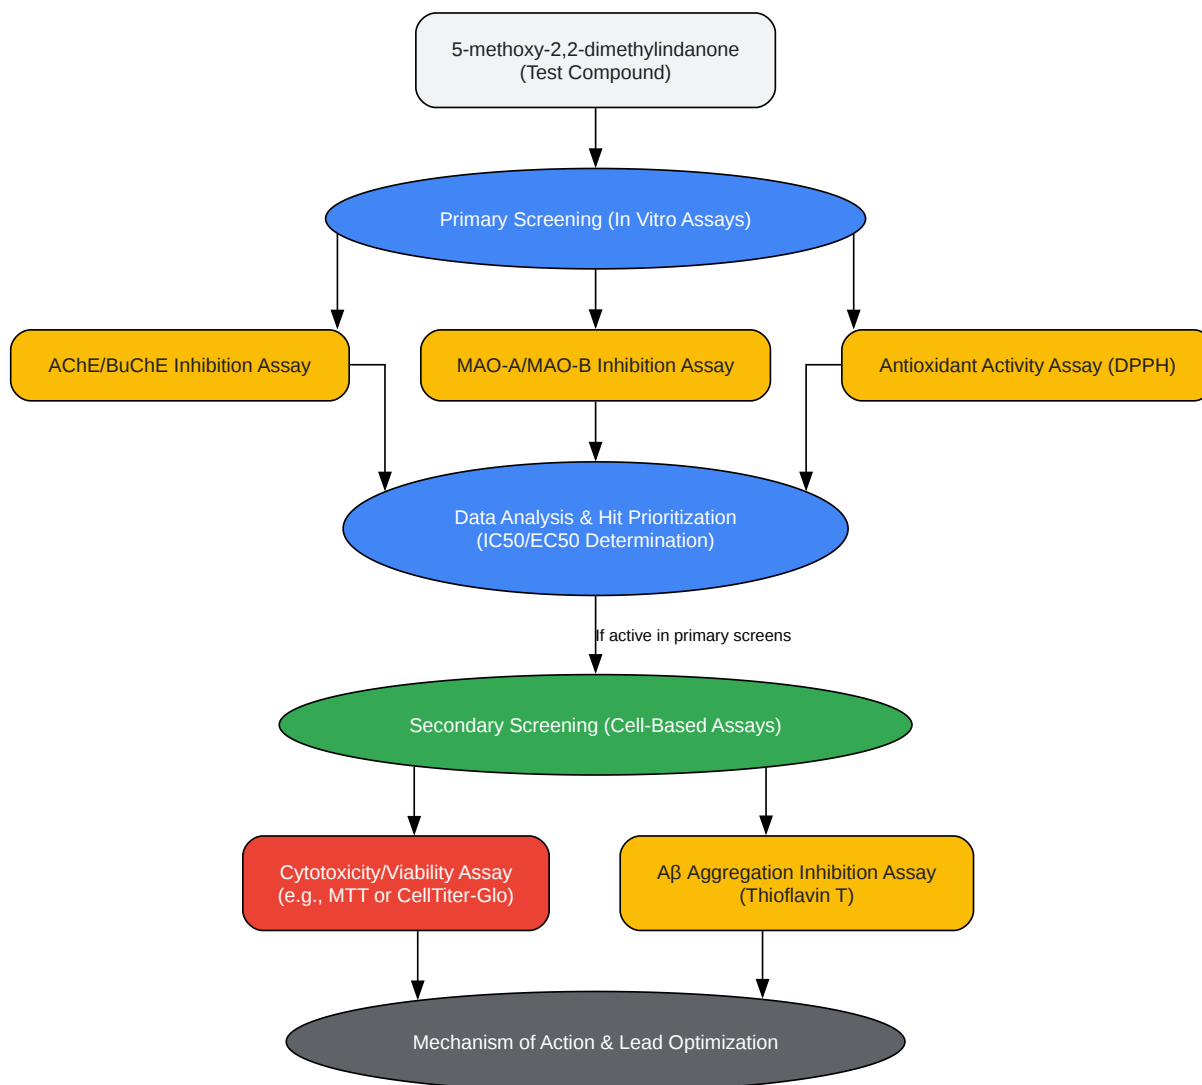 5-methoxy-2,2-dimethylindanone
(Test Compound)
Primary Screening (In Vitro Assays)
AChE/BuChE Inhibition Assay
MAO-A/MAO-B Inhibition Assay
Antioxidant Activity Assay (DPPH)
Data Analysis & Hit Prioritization
(IC50/EC50 Determination)
If active in primary screens
Secondary Screening (Cell-Based Assays)
Cytotoxicity/Viability Assay
(e.g., MTT or CellTiter-Glo)
Aβ Aggregation Inhibition Assay
(Thioflavin T)
Mechanism of Action & Lead Optimization